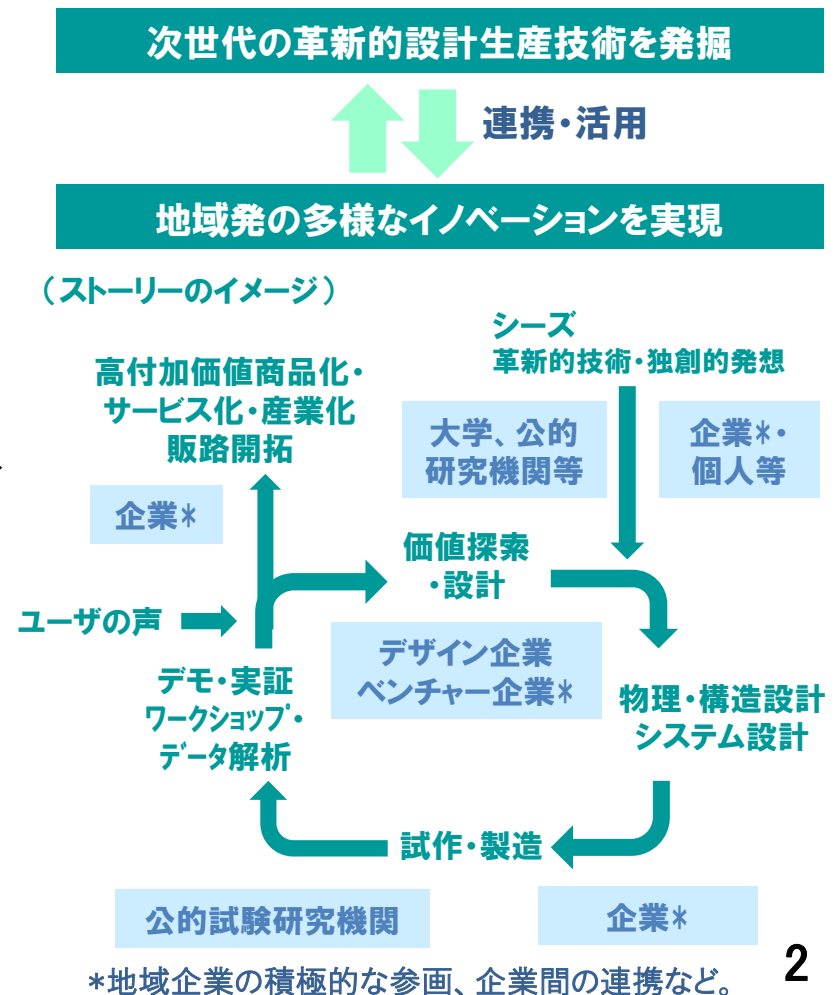 次世代の革新的設計生産技術を発掘
連携・活用
地域発の多様なイノベーションを実現
（ストーリーのイメージ）
シーズ
革新的技術・独創的発想
高付加価値商品化・
サービス化・産業化
販路開拓
大学、公的
研究機関等
企業*・
個人等
企業*
価値探索
・設計
ユーザの声
デザイン企業
ベンチャー企業*
デモ・実証
ワークショップ・
データ解析
物理・構造設計
システム設計
試作・製造
公的試験研究機関
企業*
*地域企業の積極的な参画、企業間の連携など。
2